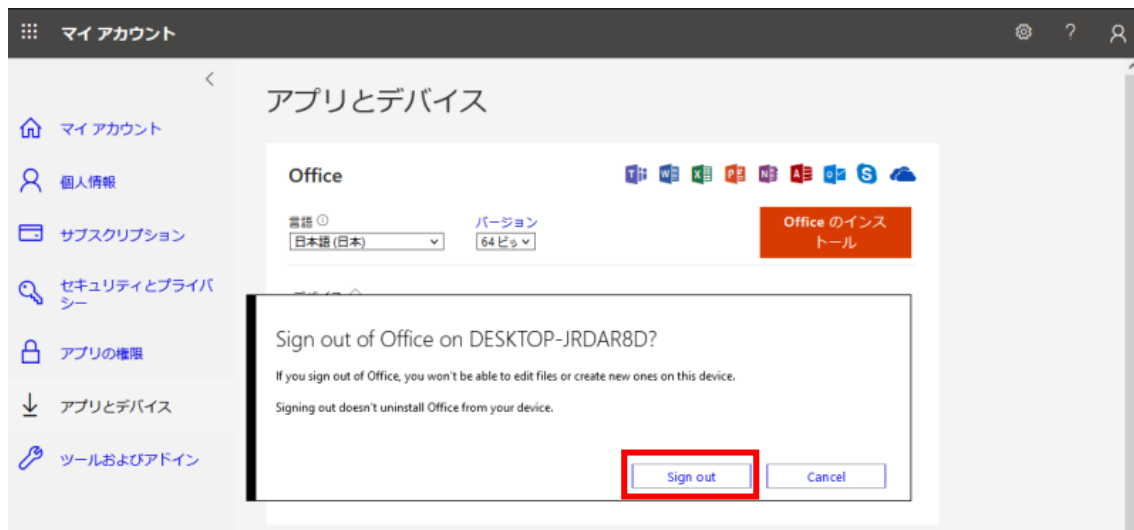 マイ アカウント
?
アプリとデバイス
マイ アカウント
個人情報
サブスクリプション
セキュリティとプライバ
シー
アプリの権限
アプリとデバイス
ツールおよびアドイン
Office
言語
バージョン
日本語 (日本)
64 ビッ
Office のインス
トール
Sign out of Office on DESKTOP-JRDAR8D?
If you sign out of Office, you won't be able to edit files or create new ones on this device.
Signing out doesn't uninstall Office from your device.
Sign out
Cancel